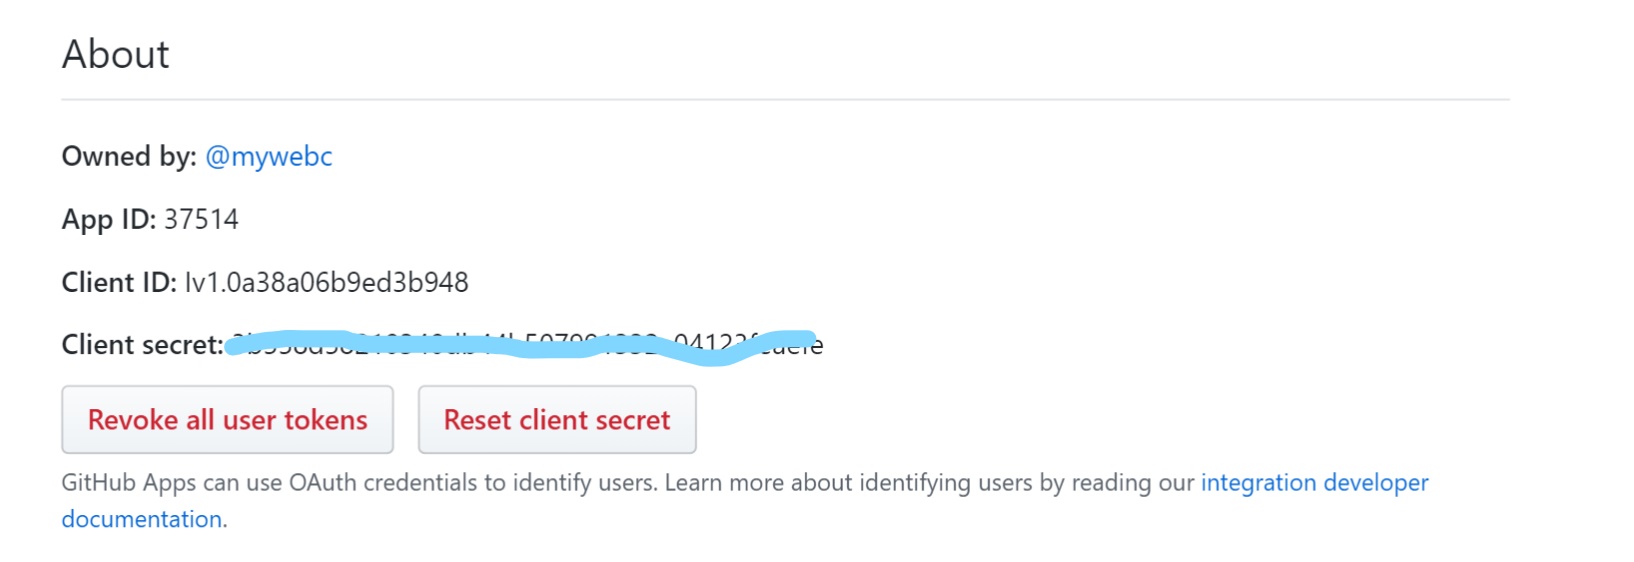 About
Owned by: @mywebc
App ID: 37514
Client ID: Iv1.0a38a06b9ed3b948
Client secret:
Revoke all user tokens
Reset client secret
GitHub Apps can use OAuth credentials to identify users. Learn more about identifying users by reading our integration developer
documentation.